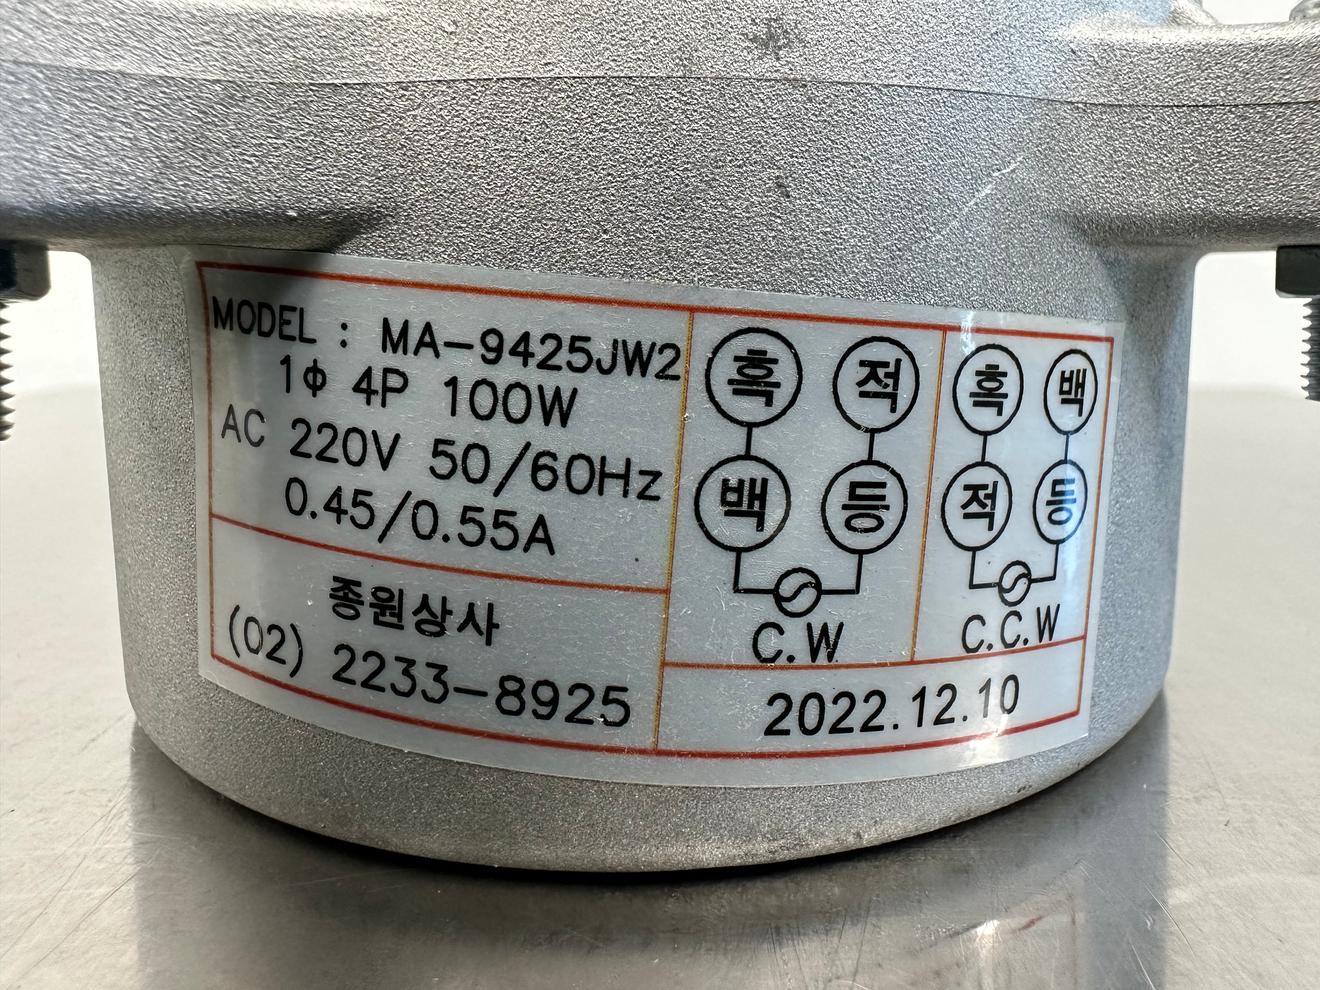 MODEL : MA-9425JW2
1ф 4P 100W
AC 220V 50/60Hz
0.45/0.55A
종원상사
(02) 2233-8925
흑 적
백 등
C.W
흑 백
적 등
C.C.W
2022.12.10